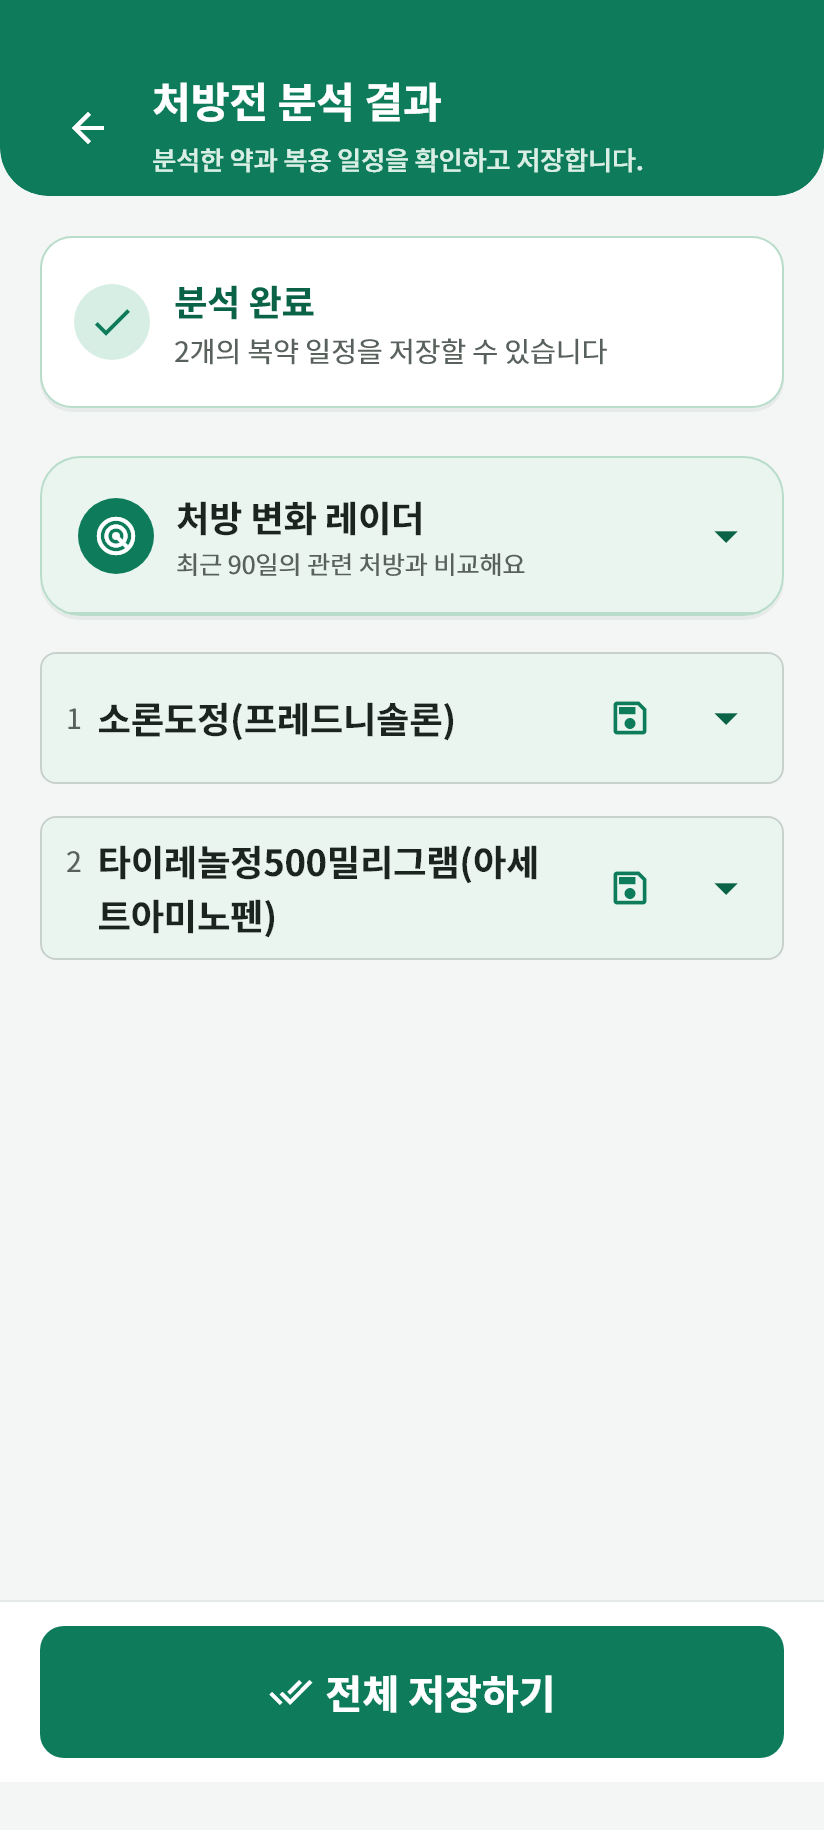 처방전 분석 결과
분석한 약과 복용 일정을 확인하고 저장합니다.
분석 완료
2개의 복약 일정을 저장할 수 있습니다
처방 변화 레이더
최근 90일의 관련 처방과 비교해요
1 소론도정(프레드니솔론)
2 타이레놀정500밀리그램(아세
트아미노펜)
전체 저장하기